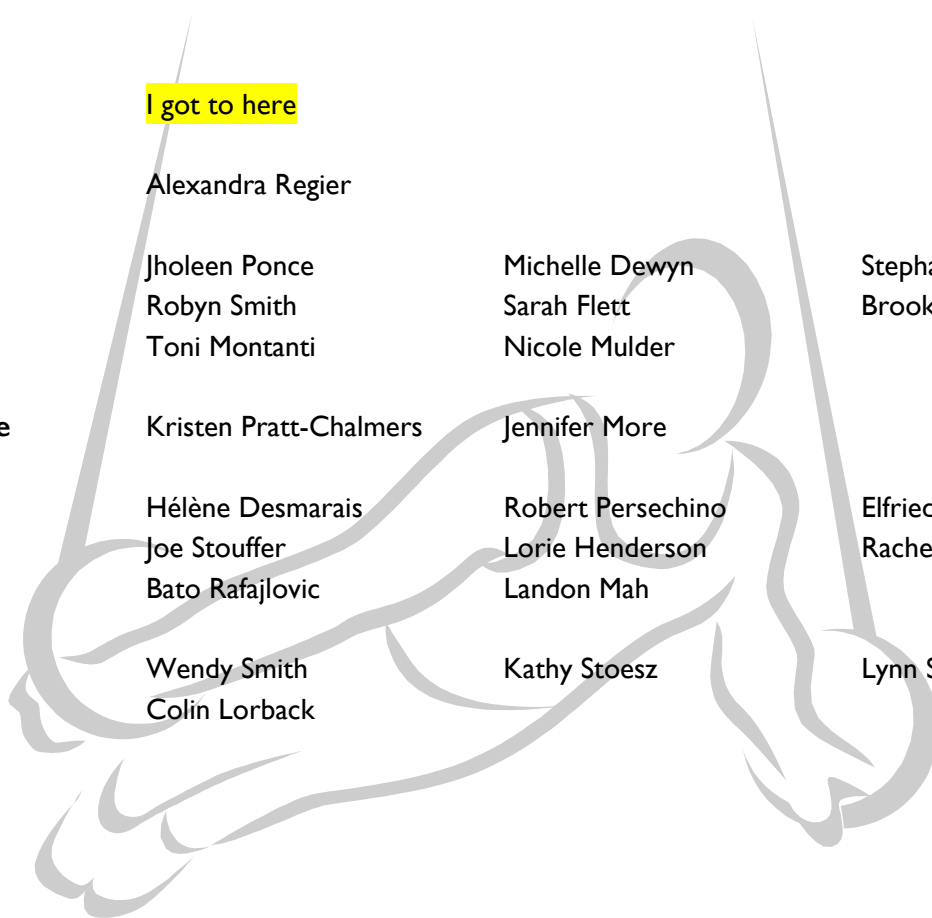 I got to here
Alexandra Regier
Jholeen Ponce Michelle Dewyn
Robyn Smith Sarah Flett
Toni Montanti Nicole Mulder
Kristen Pratt-Chalmers Jennifer More
Hélène Desmarais Robert Persechino
Joe Stouffer Lorie Henderson
Bato Rafajlovic Landon Mah
Wendy Smith Kathy Stoesz Lynn
Colin Lorback